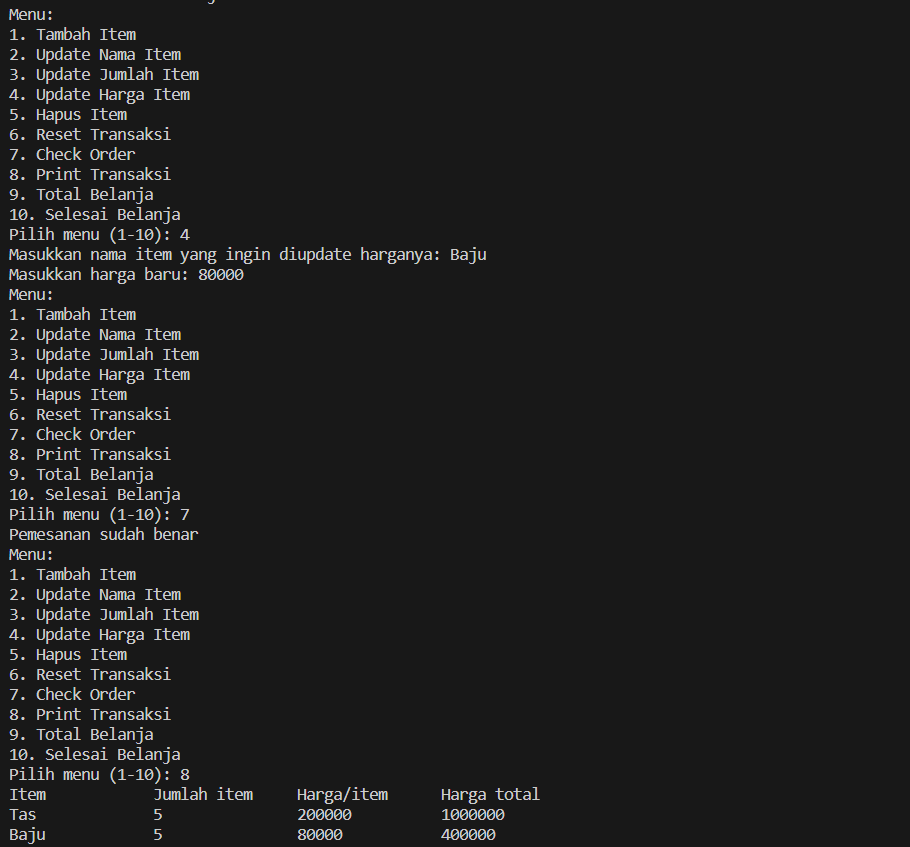 Menu:
1. Tambah Item
2. Update Nama Item
3. Update Jumlah Item
4. Update Harga Item
5. Hapus Item
6. Reset Transaksi
7. Check Order
8. Print Transaksi
9. Total Belanja
10. Selesai Belanja
Pilih menu (1-10): 4
Masukkan nama item yang ingin diupdate harganya: Baju
Masukkan harga baru: 80000
Menu:
1. Tambah Item
2. Update Nama Item
3. Update Jumlah Item
4. Update Harga Item
5. Hapus Item
6. Reset Transaksi
7. Check Order
8. Print Transaksi
9. Total Belanja
10. Selesai Belanja
Pilih menu (1-10): 7
Pemesanan sudah benar
Menu:
1. Tambah Item
2. Update Nama Item
3. Update Jumlah Item
4. Update Harga Item
5. Hapus Item
6. Reset Transaksi
7. Check Order
8. Print Transaksi
9. Total Belanja
10. Selesai Belanja
Pilih menu (1-10): 8
Item Jumlah item Harga/item Harga total
Tas 5 200000 1000000
Baju 5 80000 400000